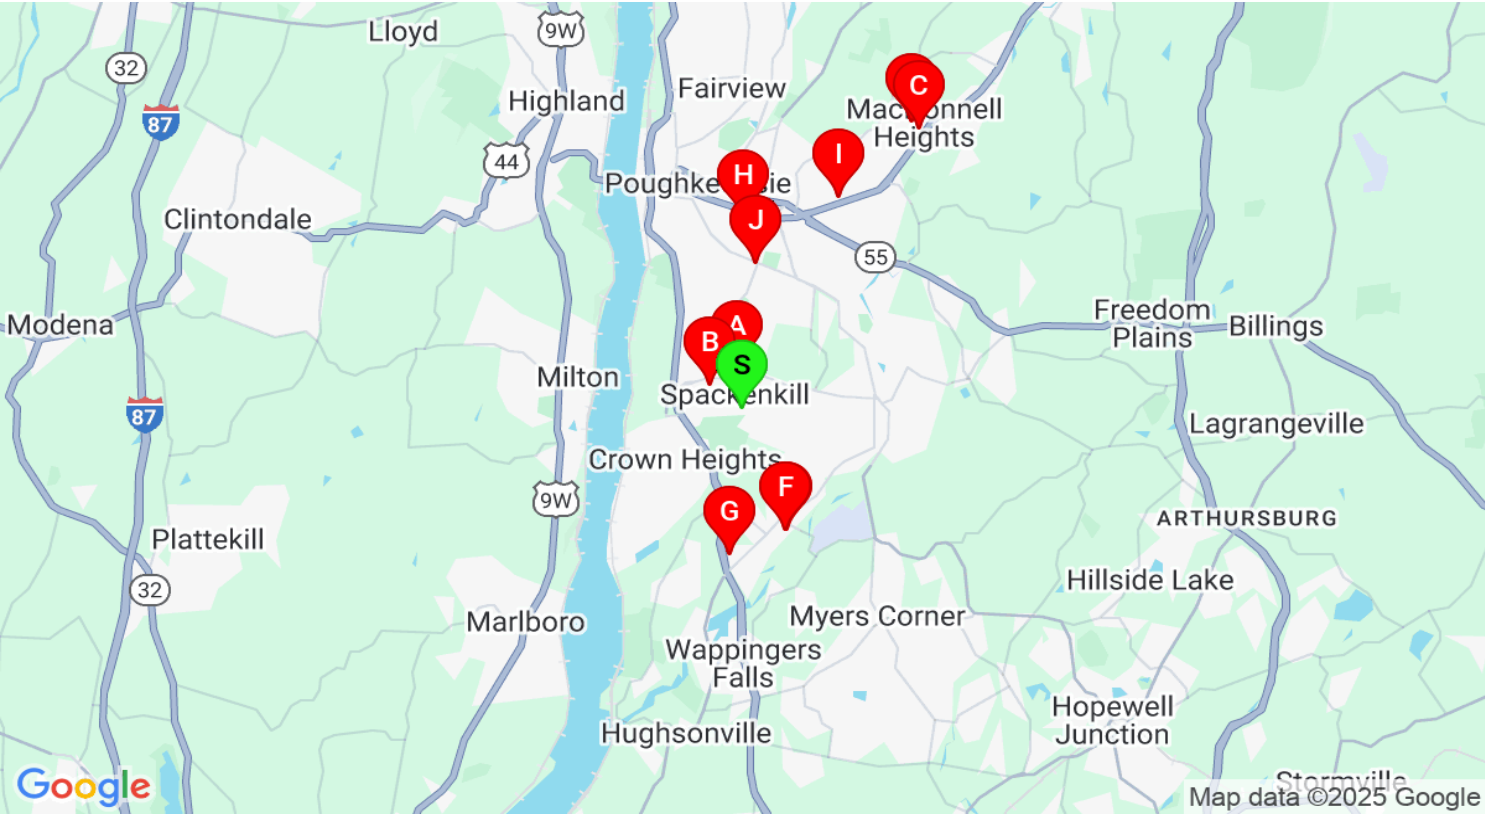 Lloyd
9W
32
Fairview
Highland
C
87
MacDonnell
Heights
44
I
H
Poughkeepsie
J
Clintondale
55
Modena
Freedom
Plains
Billings
A
B
S
Milton
Spackenkill
87
Lagrangeville
Crown Heights
F
9W
G
ARTHURSBURG
Plattekill
Hillside Lake
32
Myers Corner
Marlboro
Wappingers
Falls
Hopewell
Junction
Hughsonville
Stormville
Google
Map data ©2025 Google